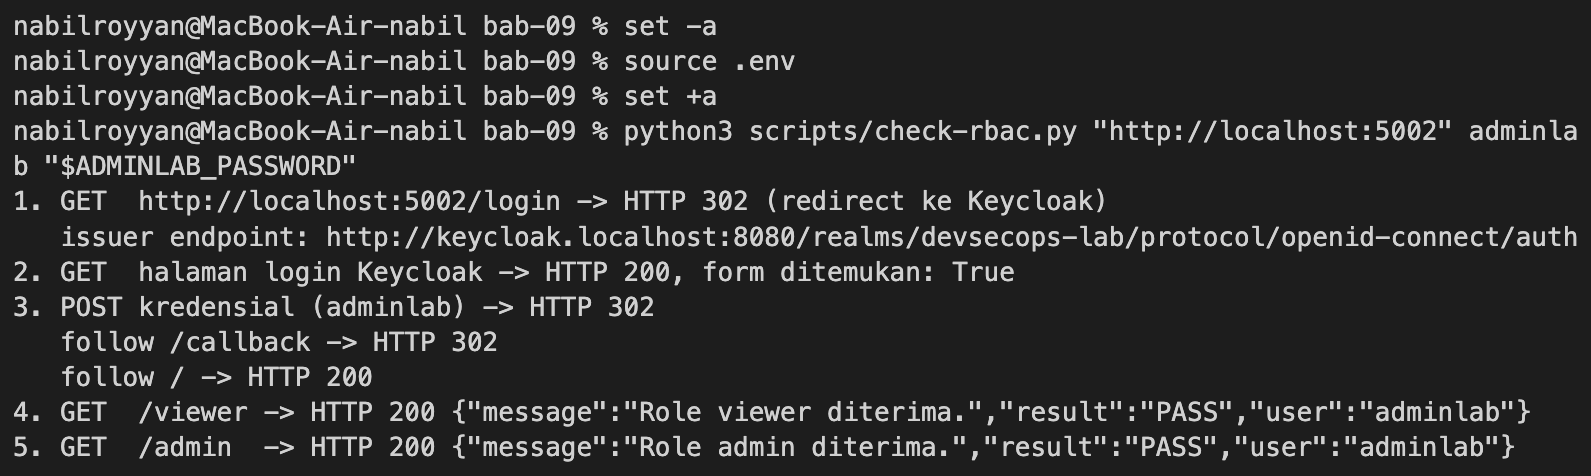 nabilroyyan@MacBook-Air-nabil bab-09 % set -a
nabilroyyan@MacBook-Air-nabil bab-09 % source .env
nabilroyyan@MacBook-Air-nabil bab-09 % set +a
nabilroyyan@MacBook-Air-nabil bab-09 % python3 scripts/check-rbac.py "http://localhost:5002" adminla
b "$ADMINLAB_PASSWORD"
1. GET  http://localhost:5002/login -> HTTP 302 (redirect ke Keycloak)
   issuer endpoint: http://keycloak.localhost:8080/realms/devsecops-lab/protocol/openid-connect/auth
2. GET  halaman login Keycloak -> HTTP 200, form ditemukan: True
3. POST kredensial (adminlab) -> HTTP 302
   follow /callback -> HTTP 302
   follow / -> HTTP 200
4. GET  /viewer -> HTTP 200 {"message":"Role viewer diterima.","result":"PASS","user":"adminlab"}
5. GET  /admin  -> HTTP 200 {"message":"Role admin diterima.","result":"PASS","user":"adminlab"}